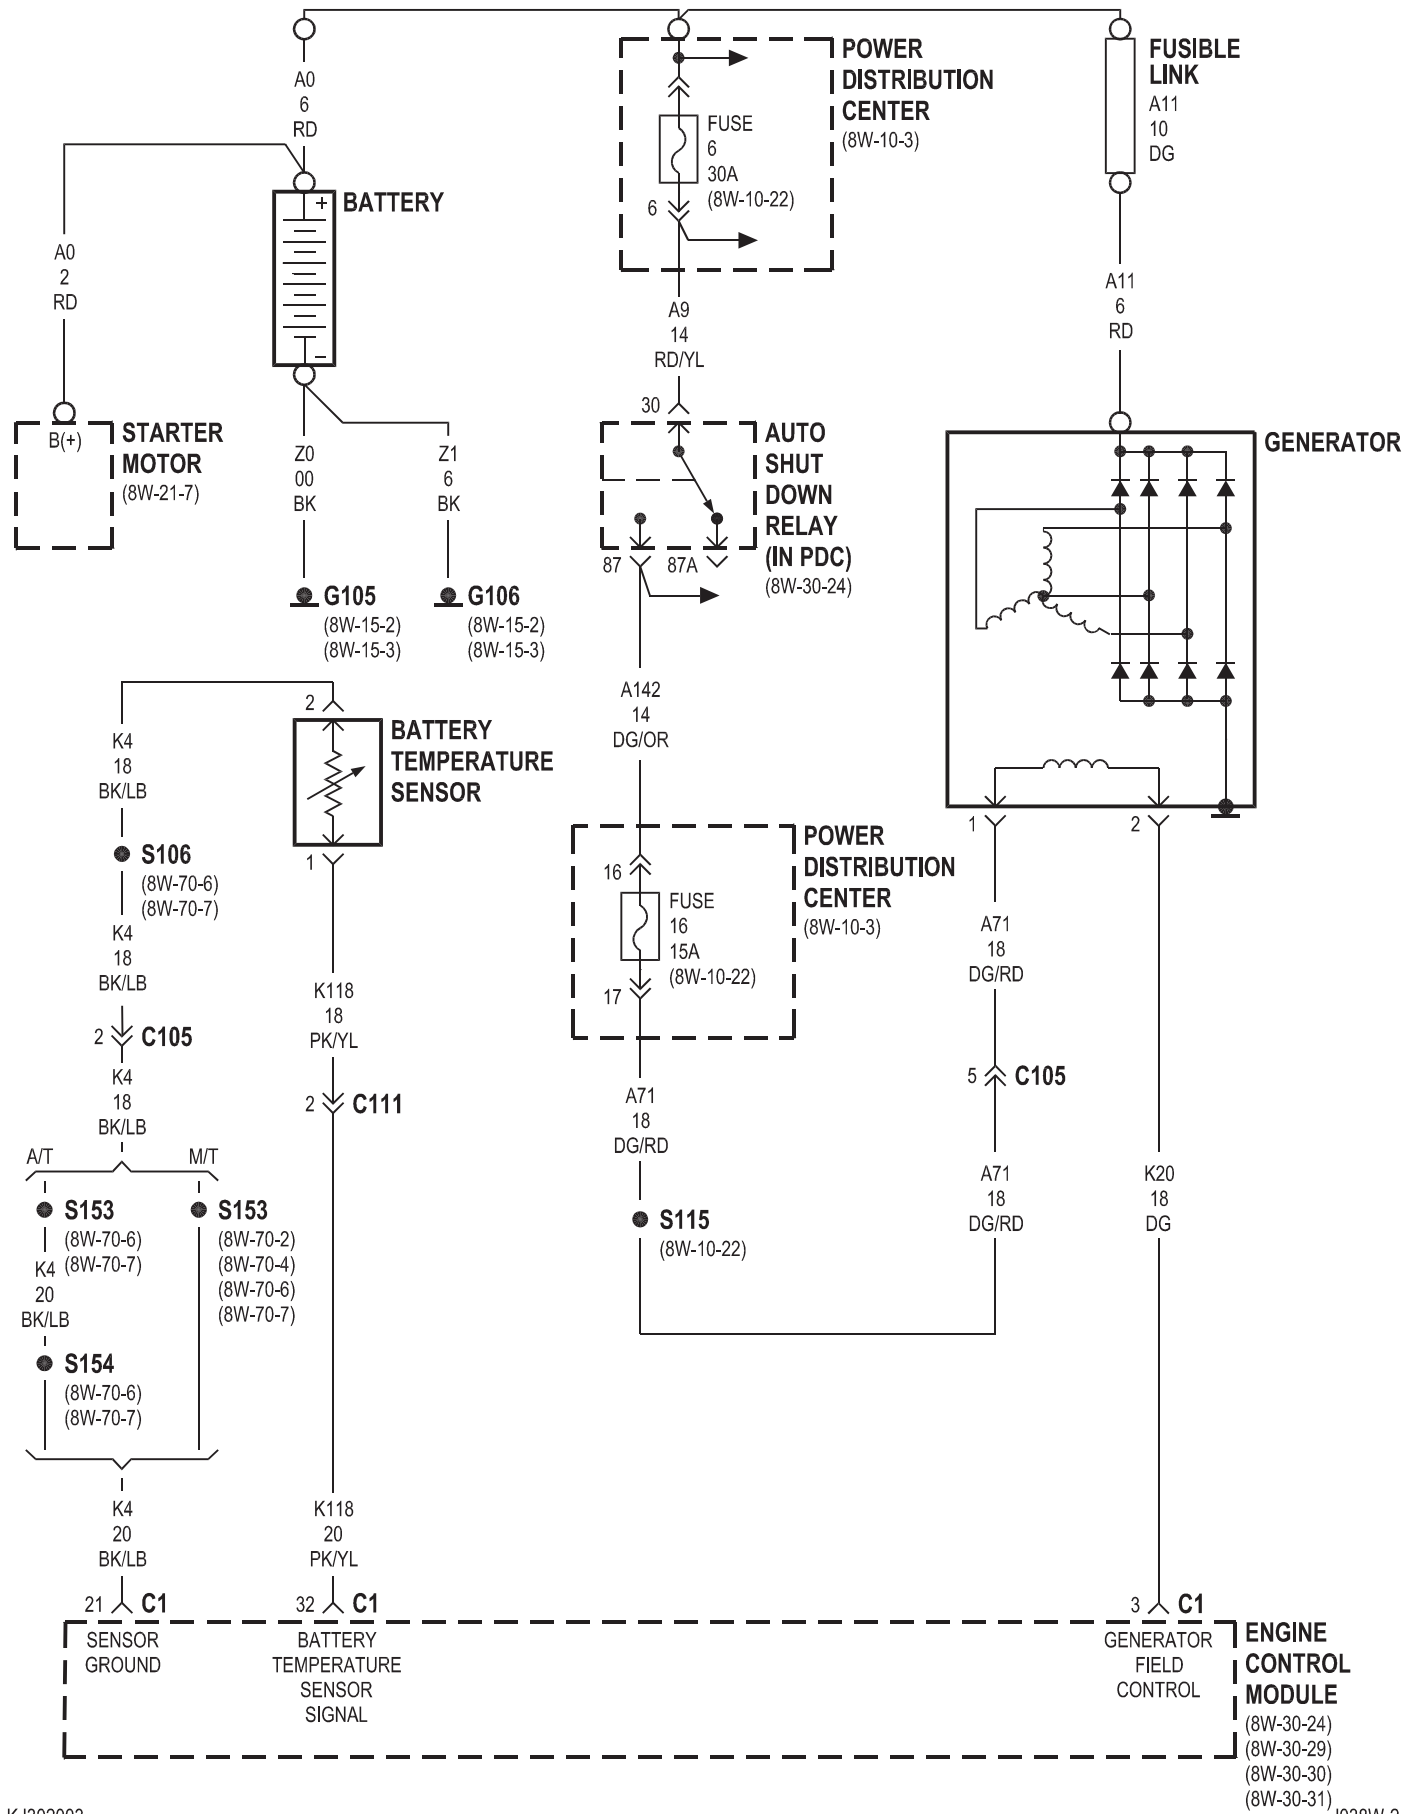 A0
6
RD
BATTERY
+
−
A0
2
RD
B(+)
STARTER
MOTOR
(8W-21-7)
Z0
00
BK
Z1
6
BK
G105
(8W-15-2)
(8W-15-3)
G106
(8W-15-2)
(8W-15-3)
POWER
DISTRIBUTION
CENTER
(8W-10-3)
FUSE
6
30A
(8W-10-22)
6
A9
14
RD/YL
30
AUTO
SHUT
DOWN
RELAY
(IN PDC)
(8W-30-24)
87
87A
A142
14
DG/OR
FUSIBLE
LINK
A11
10
DG
A11
6
RD
GENERATOR
1
2
2
BATTERY
TEMPERATURE
SENSOR
1
K4
18
BK/LB
S106
(8W-70-6)
(8W-70-7)
K4
18
BK/LB
2
C105
K4
18
BK/LB
A/T
M/T
S153
(8W-70-6)
(8W-70-7)
K4
20
BK/LB
S154
(8W-70-6)
(8W-70-7)
S153
(8W-70-2)
(8W-70-4)
(8W-70-6)
(8W-70-7)
K4
20
BK/LB
K118
18
PK/YL
2
C111
K118
20
PK/YL
POWER
DISTRIBUTION
CENTER
(8W-10-3)
16
FUSE
16
15A
(8W-10-22)
17
A71
18
DG/RD
S115
(8W-10-22)
A71
18
DG/RD
5
C105
A71
18
DG/RD
K20
18
DG
21
C1
SENSOR
GROUND
32
C1
BATTERY
TEMPERATURE
SENSOR
SIGNAL
3
C1
GENERATOR
FIELD
CONTROL
ENGINE
CONTROL
MODULE
(8W-30-24)
(8W-30-29)
(8W-30-30)
(8W-30-31)